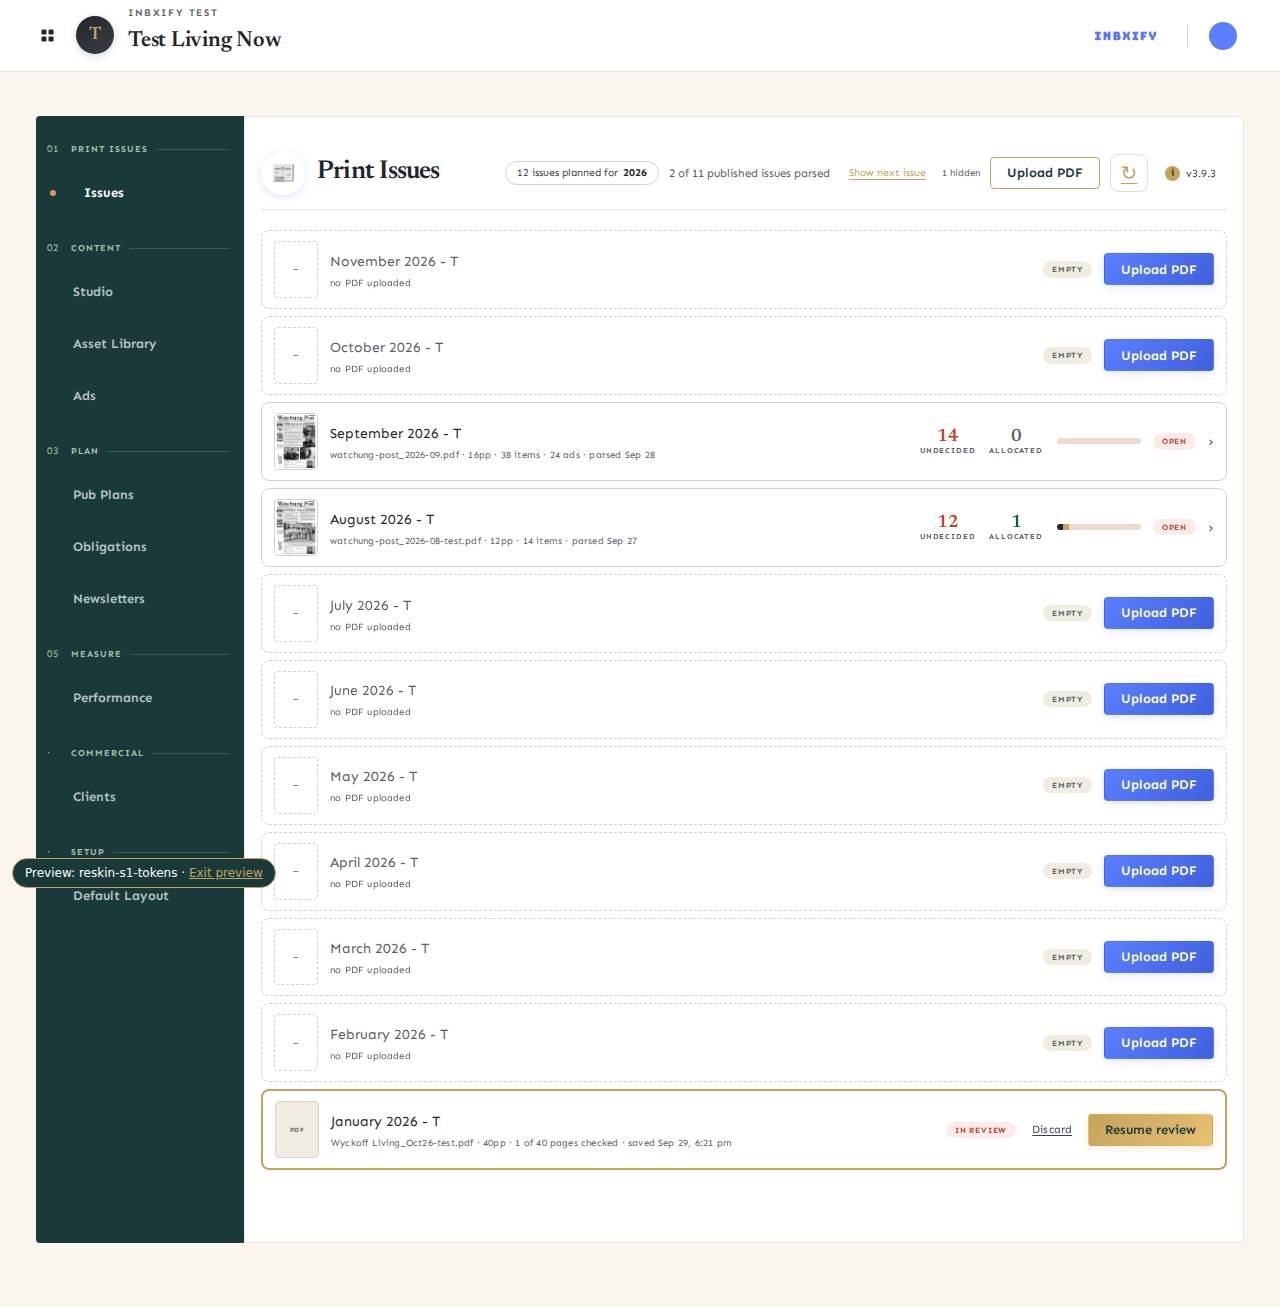 INBXIFY TEST
T
Test Living Now
INBXIFY
01 PRINT ISSUES
Issues
02 CONTENT
Studio
Asset Library
Ads
03 PLAN
Pub Plans
Obligations
Newsletters
05 MEASURE
Performance
· COMMERCIAL
Clients
· SETUP
Preview: reskin-s1-tokens · Exit preview
Default Layout
Print Issues
12 issues planned for 2026
2 of 11 published issues parsed
Show next issue
1 hidden
Upload PDF
↻
i
v3.9.3
–
November 2026 - T
no PDF uploaded
EMPTY
Upload PDF
–
October 2026 - T
no PDF uploaded
EMPTY
Upload PDF
Watchung Post
September 2026 - T
watchung-post_2026-09.pdf · 16pp · 38 items · 24 ads · parsed Sep 28
14 UNDECIDED
0 ALLOCATED
OPEN
›
Watchung Post
August 2026 - T
watchung-post_2026-08-test.pdf · 12pp · 14 items · parsed Sep 27
12 UNDECIDED
1 ALLOCATED
OPEN
›
–
July 2026 - T
no PDF uploaded
EMPTY
Upload PDF
–
June 2026 - T
no PDF uploaded
EMPTY
Upload PDF
–
May 2026 - T
no PDF uploaded
EMPTY
Upload PDF
–
April 2026 - T
no PDF uploaded
EMPTY
Upload PDF
–
March 2026 - T
no PDF uploaded
EMPTY
Upload PDF
–
February 2026 - T
no PDF uploaded
EMPTY
Upload PDF
PDF
January 2026 - T
Wyckoff Living_Oct26-test.pdf · 40pp · 1 of 40 pages checked · saved Sep 29, 6:21 pm
IN REVIEW
Discard
Resume review